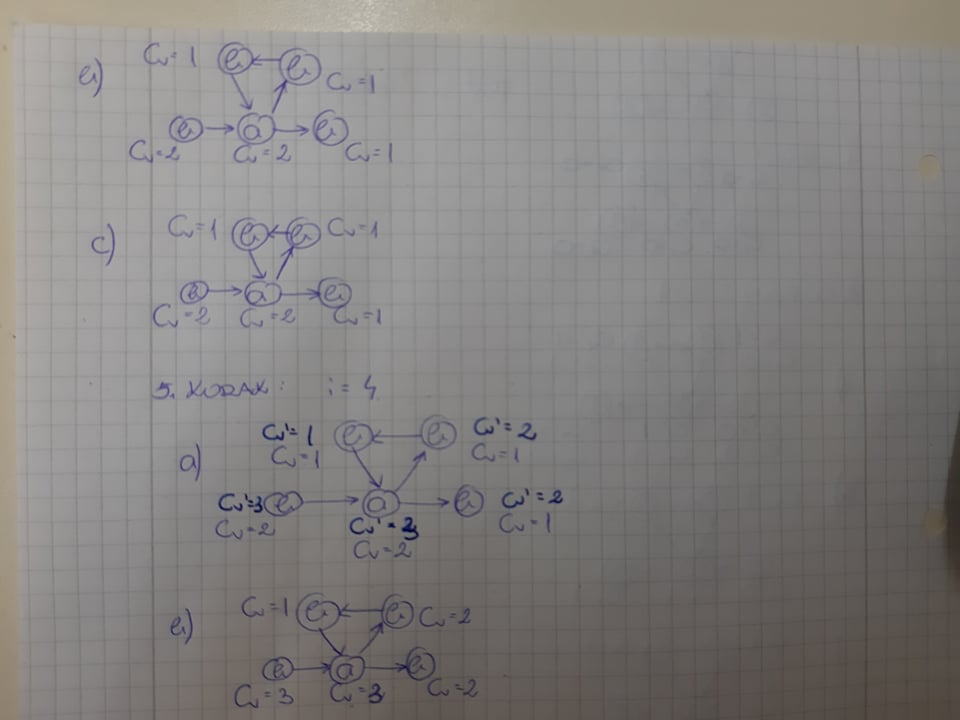 Cv=1 b b
b) Cv=1
b a b
Cv=2 Cv=2 Cv=1
Cv=1 b b Cv=1
c)
b a b
Cv=2 Cv=2 Cv=1
5. KORAK: i=4
Cv'=1 b b Cv'=2
Cv=1 Cv=1
a)
Cv'=3 b a b Cv'=2
Cv=2 Cv'=3 Cv=1
Cv=2
Cv=1 b b Cv=2
b)
b a b
Cv=3 Cv=3 Cv=2